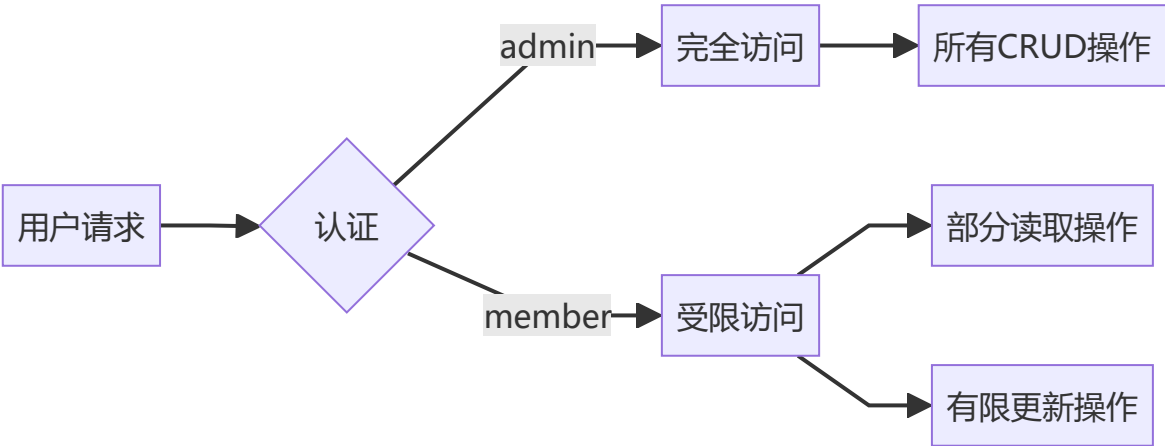 admin
完全访问
所有CRUD操作
用户请求
认证
部分读取操作
member
受限访问
有限更新操作